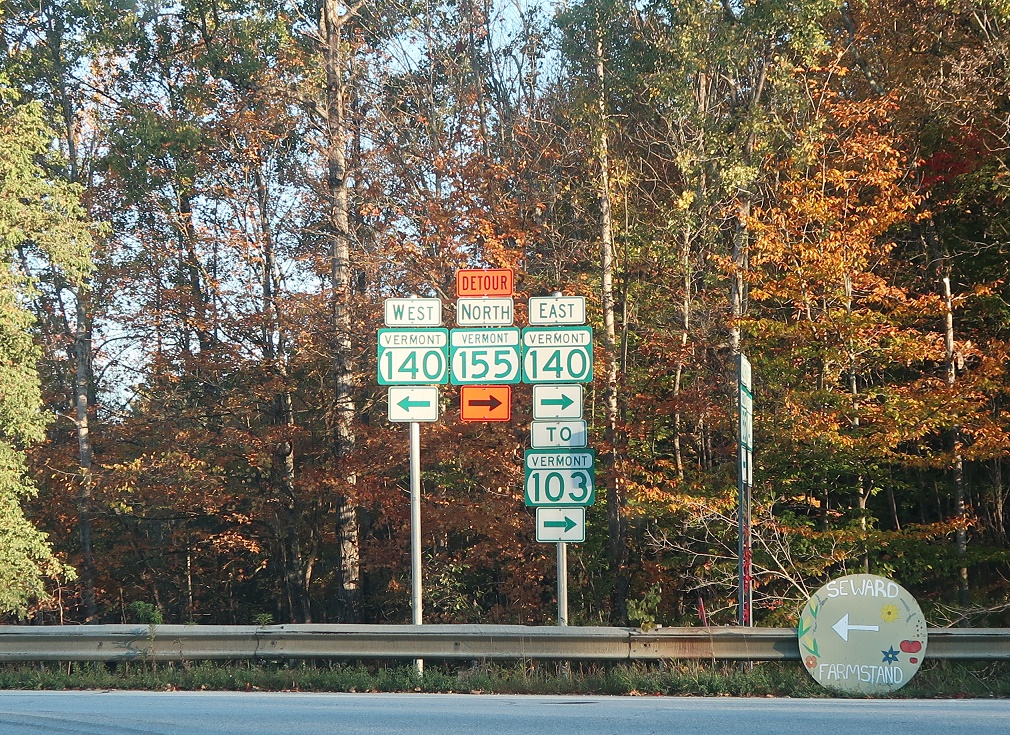 DETOUR
WEST
NORTH
EAST
VERMONT
140
VERMONT
155
VERMONT
140
TO
VERMONT
103
SEWARD
FARMSTAND